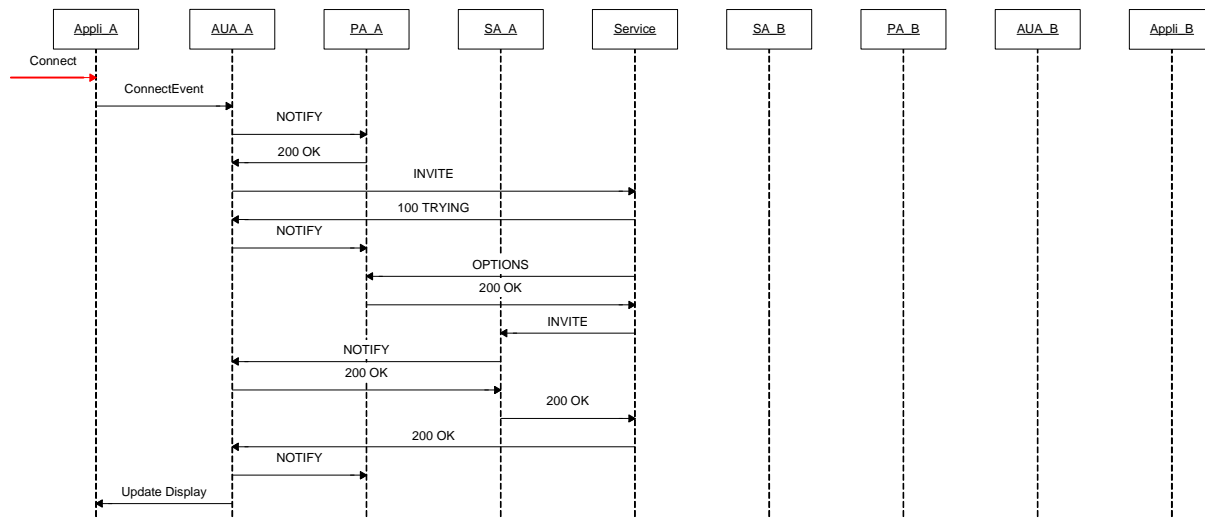 Appli_A
AUA_A
PA_A
SA_A
Service
SA_B
PA_B
AUA_B
Appli_B
Connect
ConnectEvent
NOTIFY
200 OK
INVITE
100 TRYING
NOTIFY
OPTIONS
200 OK
INVITE
NOTIFY
200 OK
200 OK
200 OK
NOTIFY
Update Display